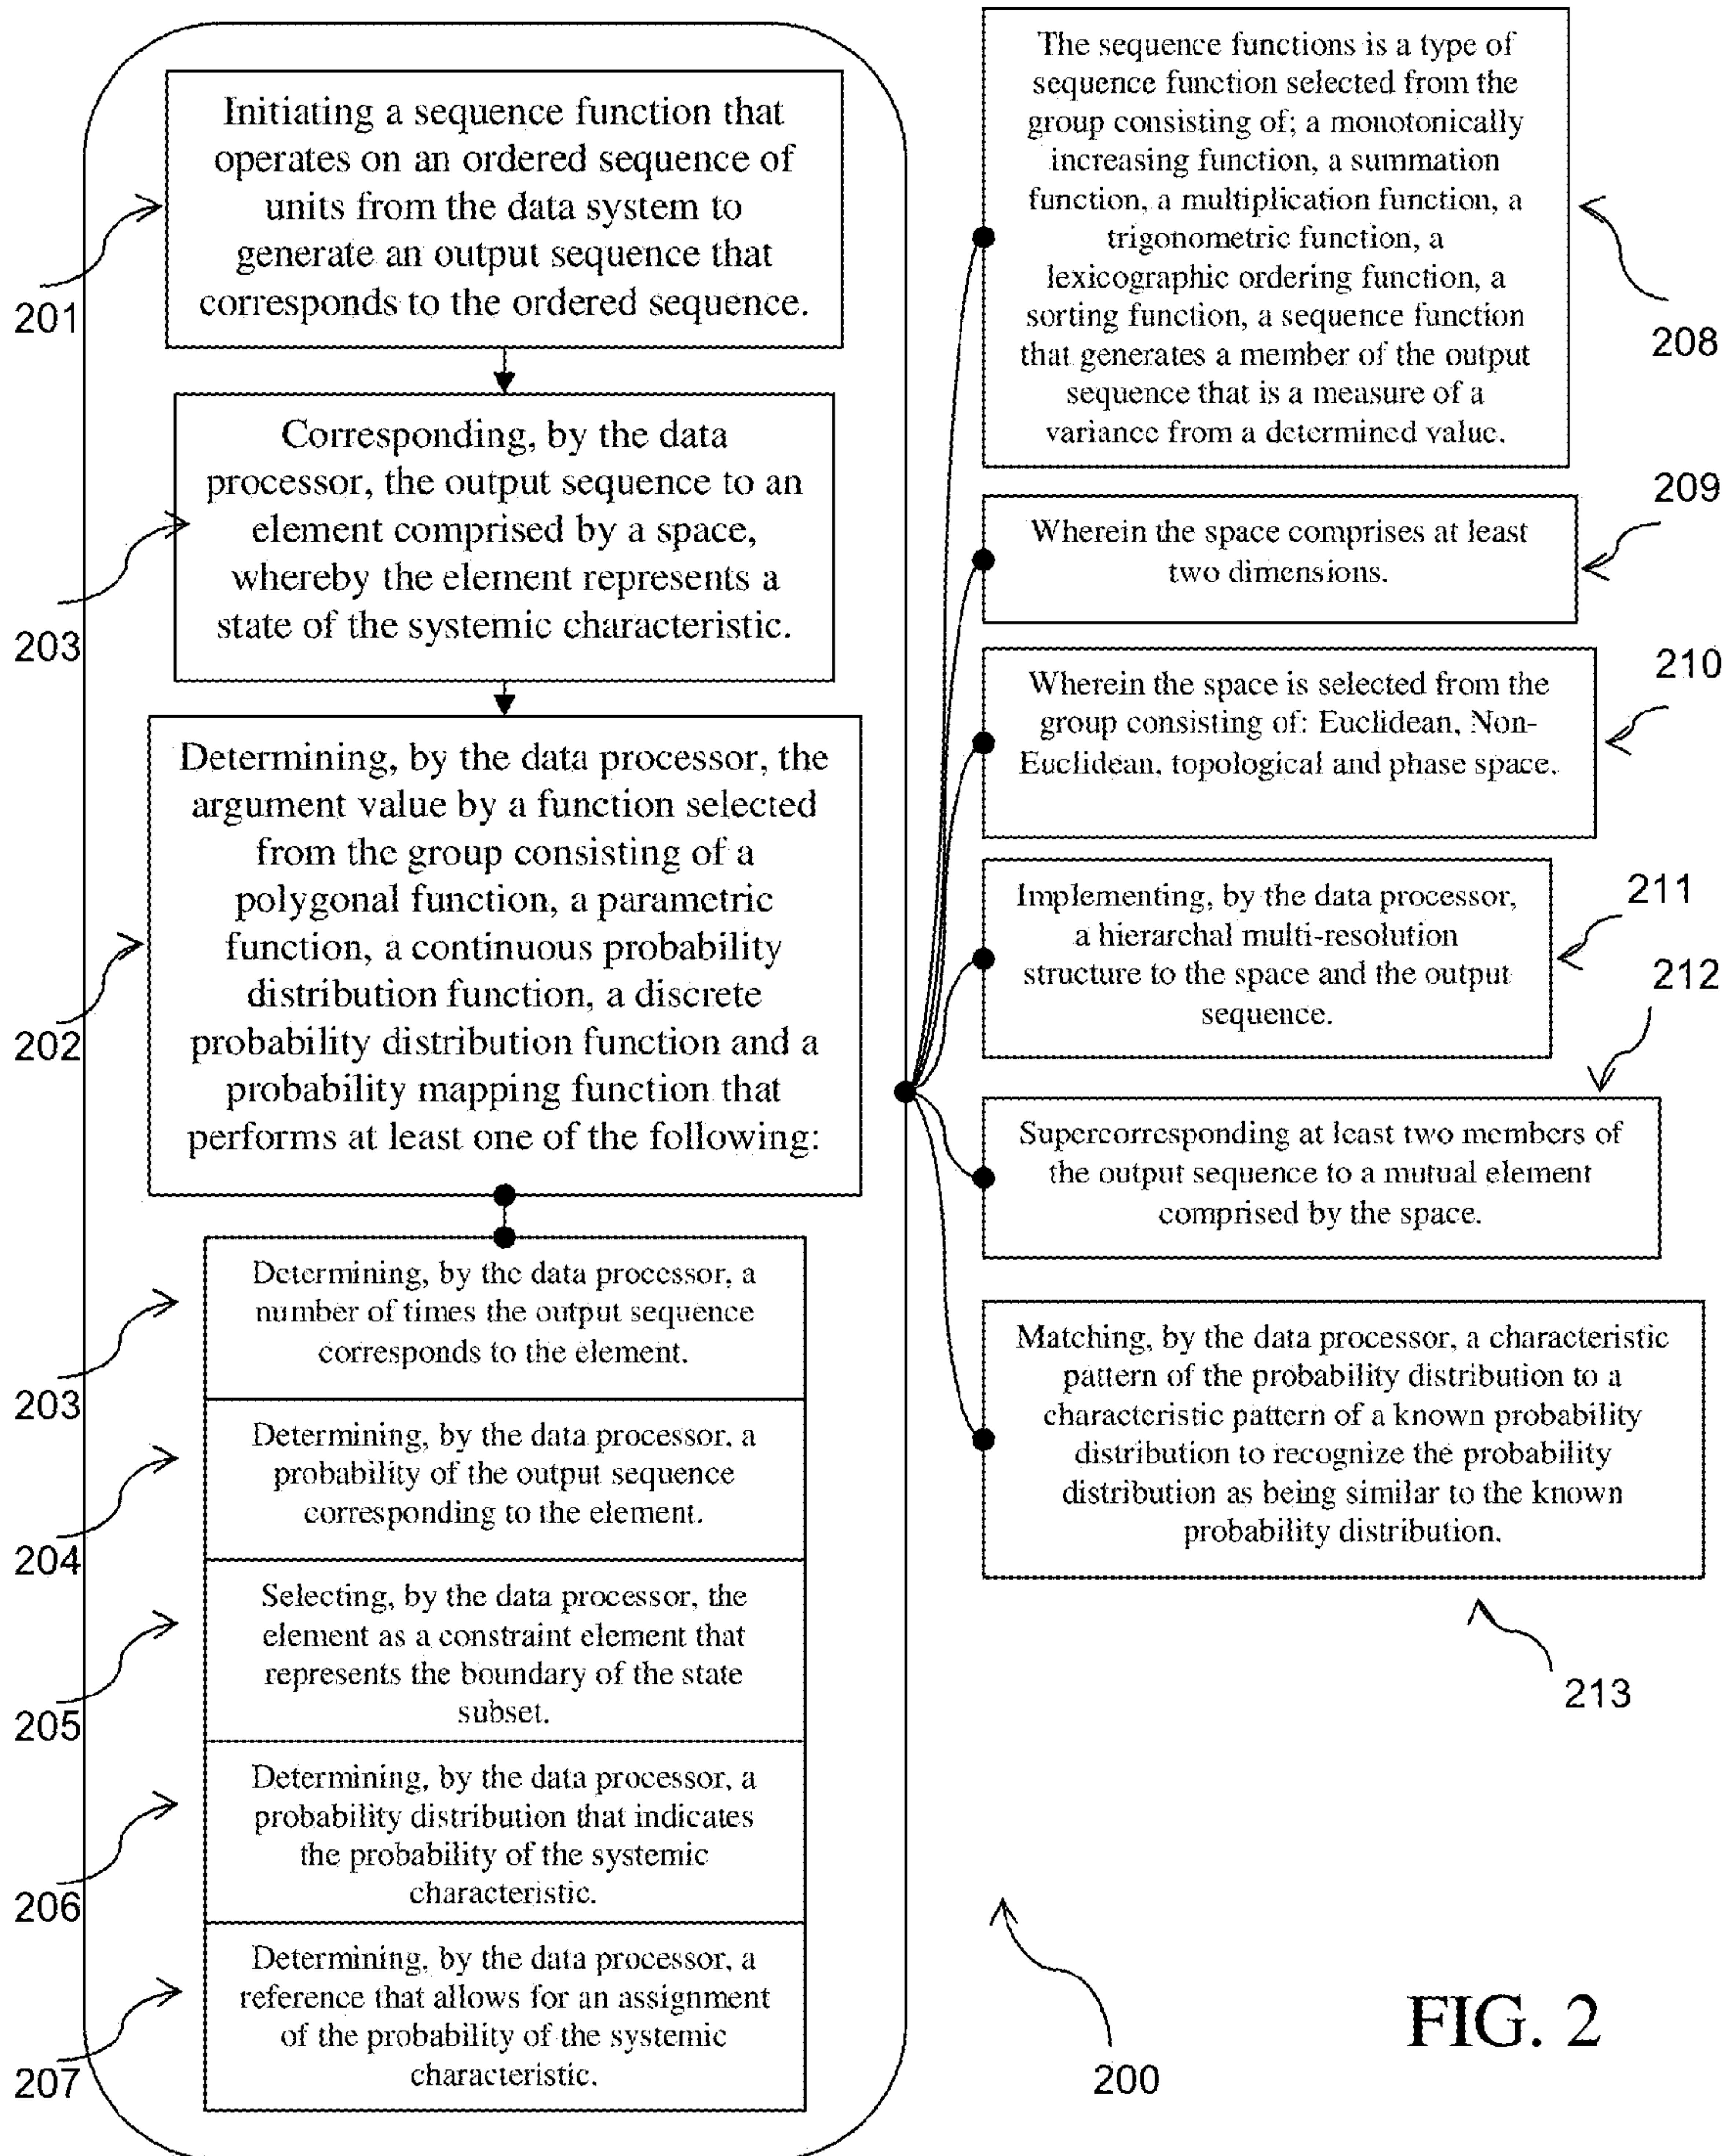 Initiating a sequence function that
operates on an ordered sequence of
units from the data system to
generate an output sequence that
corresponds to the ordered sequence.
201
Corresponding, by the data
processor, the output sequence to an
element comprised by a space,
whereby the element represents a
state of the systemic characteristic.
203
Determining, by the data processor, the
argument value by a function selected
from the group consisting of a
polygonal function, a parametric
function, a continuous probability
distribution function, a discrete
probability distribution function and a
probability mapping function that
performs at least one of the following:
202
Determining, by the data processor, a
number of times the output sequence
corresponds to the element.
203
Determining, by the data processor, a
probability of the output sequence
corresponding to the element.
204
Selecting, by the data processor, the
element as a constraint element that
represents the boundary of the state
subset.
205
Determining, by the data processor, a
probability distribution that indicates
the probability of the systemic
characteristic.
206
Determining, by the data processor, a
reference that allows for an assignment
of the probability of the systemic
characteristic.
207
The sequence functions is a type of
sequence function selected from the
group consisting of; a monotonically
increasing function, a summation
function, a multiplication function, a
trigonometric function, a
lexicographic ordering function, a
sorting function, a sequence function
that generates a member of the output
sequence that is a measure of a
variance from a determined value.
208
209
Wherein the space comprises at least
two dimensions.
210
Wherein the space is selected from the
group consisting of: Euclidean, Non-
Euclidean, topological and phase space.
211
Implementing, by the data processor,
a hierarchal multi-resolution
structure to the space and the output
sequence.
212
Supercorresponding at least two members of
the output sequence to a mutual element
comprised by the space.
Matching, by the data processor, a characteristic
pattern of the probability distribution to a
characteristic pattern of a known probability
distribution to recognize the probability
distribution as being similar to the known
probability distribution.
213
200
FIG. 2